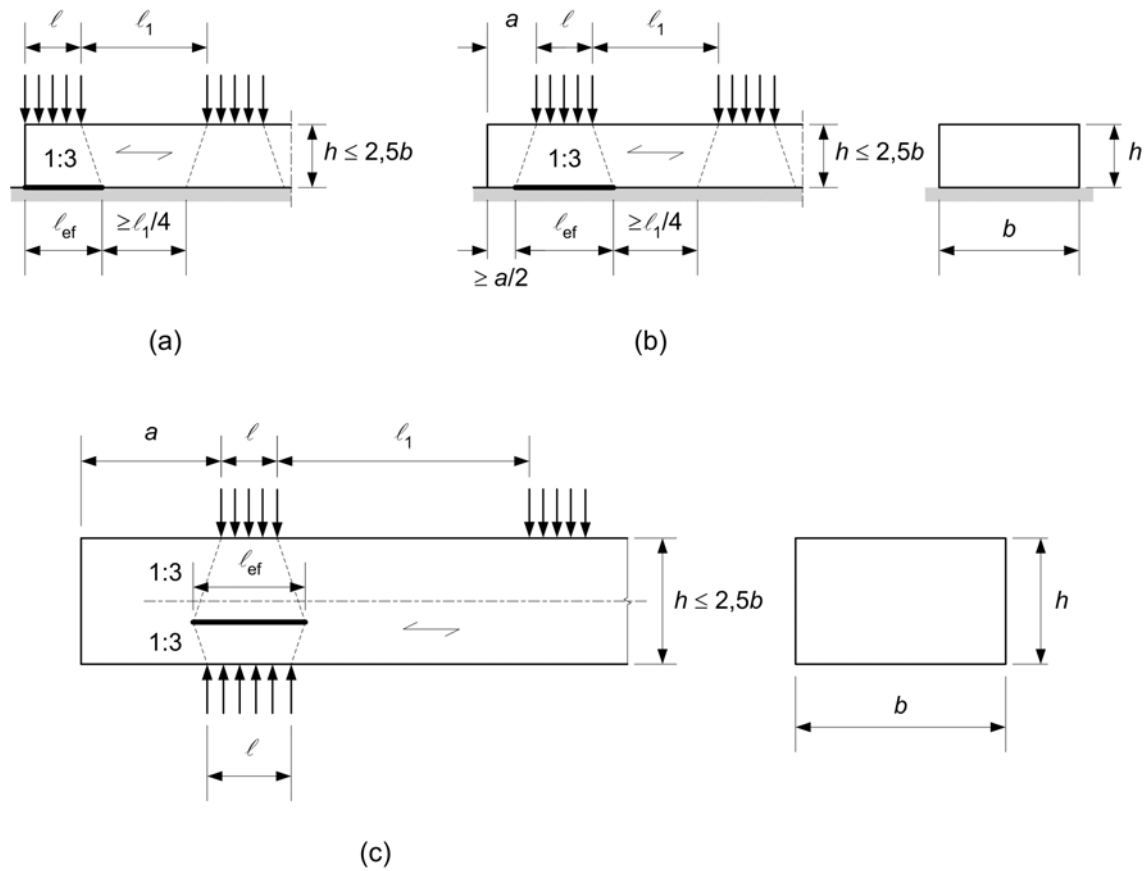 ℓ ℓ₁
1:3 h ≤ 2,5b
ℓef ≥ℓ₁/4
(a)
a ℓ ℓ₁
1:3 h ≤ 2,5b
ℓef ≥ℓ₁/4
≥ a/2
(b)
h
b
a ℓ ℓ₁
1:3 ℓef
h ≤ 2,5b
1:3
ℓ
(c)
h
b